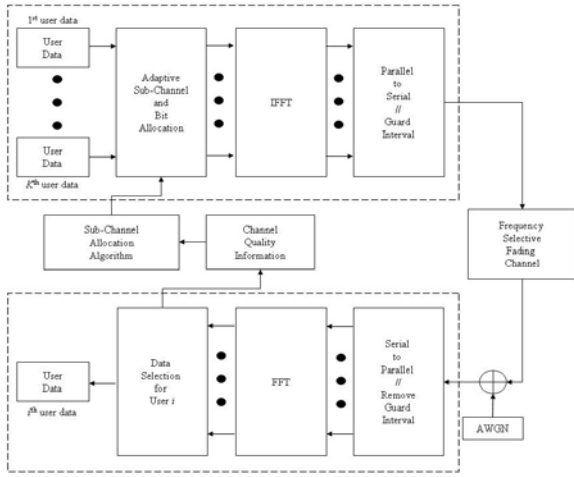 1st user data
User
Data
User
Data
Kth user data
Adaptive
Sub-Channel
and
Bit
Allocation
IFFT
Parallel
to
Serial
//
Guard
Interval
Sub-Channel
Allocation
Algorithm
Channel
Quality
Information
Frequency
Selective
Fading
Channel
User
Data
ith user data
Data
Selection
for
User i
FFT
Serial
to
Parallel
//
Remove
Guard
Interval
AWGN